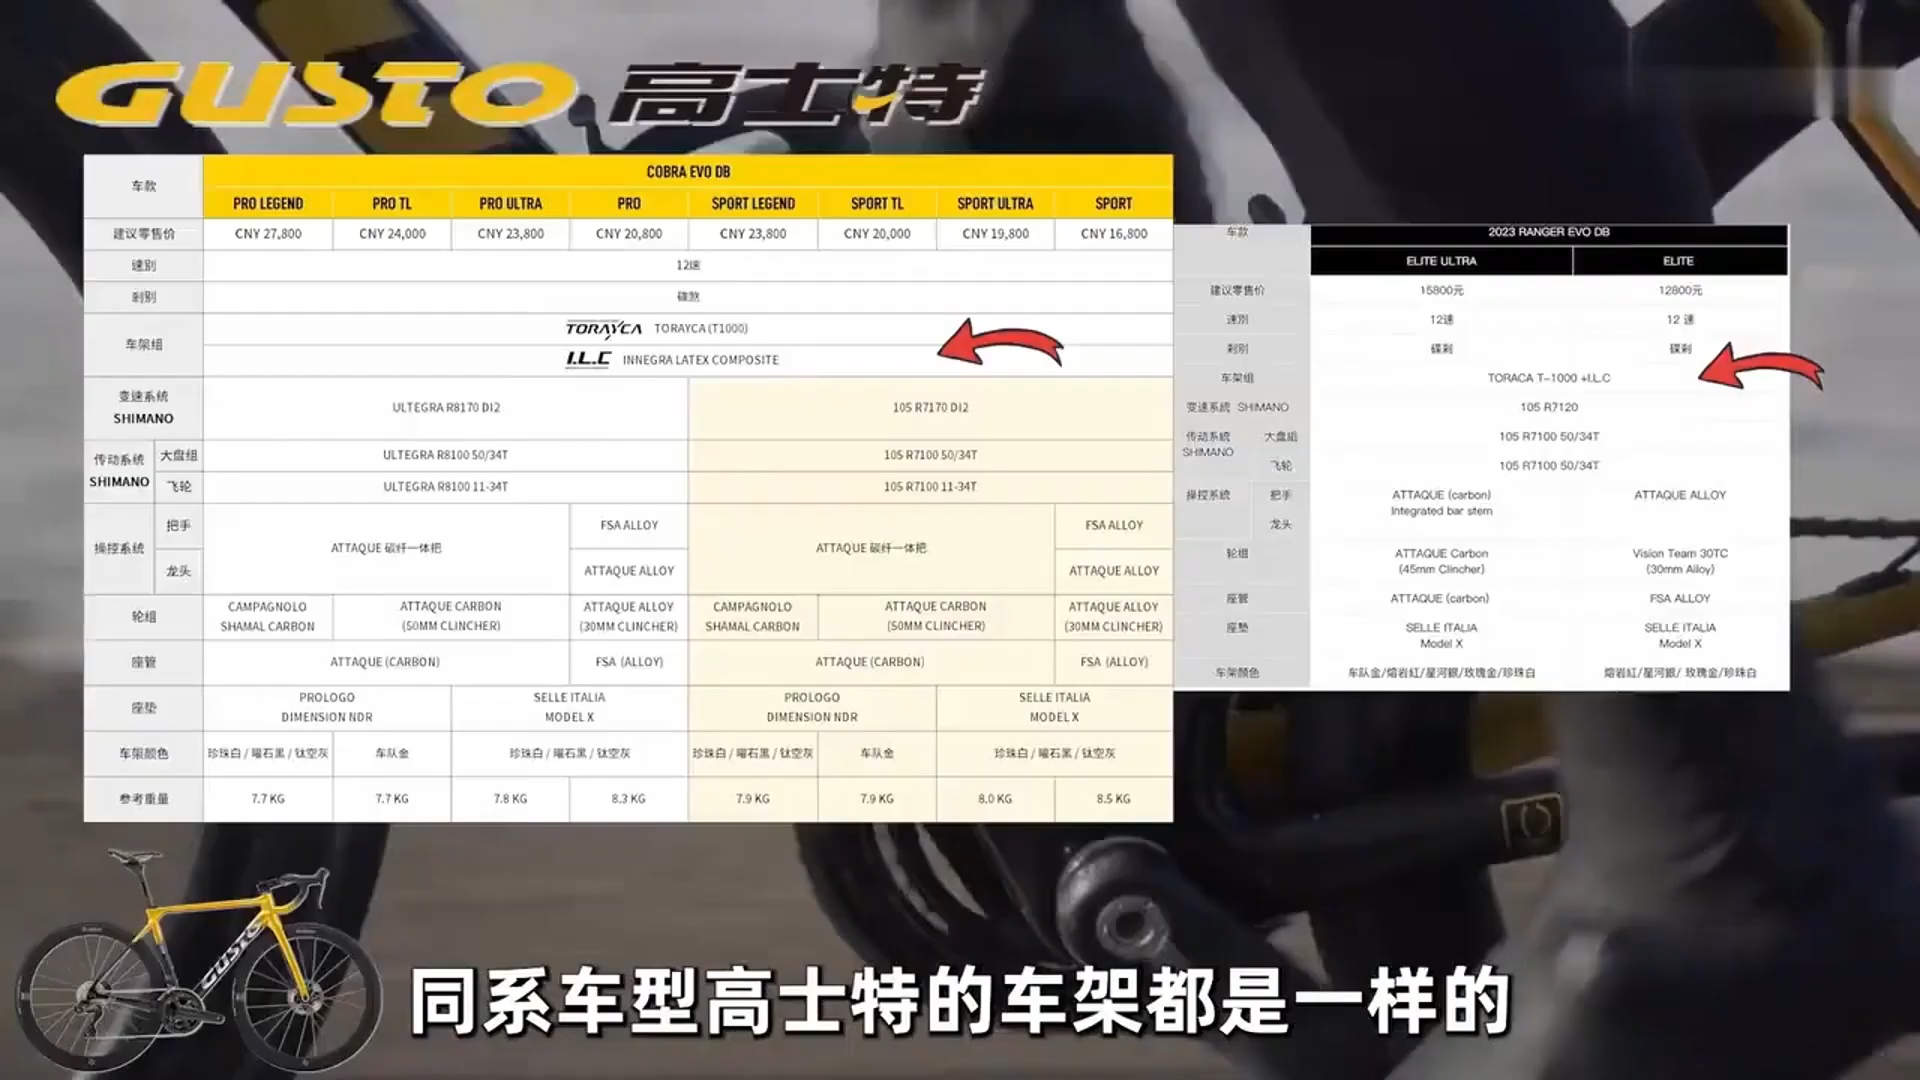 GUSTO 高士特
车款 COBRA EVO DB
PRO LEGEND PRO TL PRO ULTRA PRO SPORT LEGEND SPORT TL SPORT ULTRA SPORT
建议零售价 CNY 27,800 CNY 24,000 CNY 23,800 CNY 20,800 CNY 23,800 CNY 20,000 CNY 19,800 CNY 16,800
速别 12速
刹别 碟煞
车架组 TORAYCA TORAYCA (T1000)
I.L.C INNEGRA LATEX COMPOSITE
变速系统 SHIMANO ULTEGRA R8170 DI2 105 R7170 DI2
传动系统 SHIMANO 大盘组 ULTEGRA R8100 50/34T 105 R7100 50/34T
飞轮 ULTEGRA R8100 11-34T 105 R7100 11-34T
操控系统 把手 ATTAQUE 碳纤一体把 FSA ALLOY ATTAQUE 碳纤一体把 FSA ALLOY
龙头 ATTAQUE ALLOY ATTAQUE ALLOY
轮组 CAMPAGNOLO ATTAQUE CARBON ATTAQUE ALLOY CAMPAGNOLO ATTAQUE CARBON ATTAQUE ALLOY
SHAMAL CARBON (50MM CLINCHER) (30MM CLINCHER) SHAMAL CARBON (50MM CLINCHER) (30MM CLINCHER)
座管 ATTAQUE (CARBON) FSA (ALLOY) ATTAQUE (CARBON) FSA (ALLOY)
座垫 PROLOGO SELLE ITALIA PROLOGO SELLE ITALIA
DIMENSION NDR MODEL X DIMENSION NDR MODEL X
车架颜色 珍珠白 / 曜石黑 / 钛空灰 车队金 珍珠白 / 曜石黑 / 钛空灰 珍珠白 / 曜石黑 / 钛空灰 车队金 珍珠白 / 曜石黑 / 钛空灰
参考重量 7.7 KG 7.7 KG 7.8 KG 8.3 KG 7.9 KG 7.9 KG 8.0 KG 8.5 KG
车款 2023 RANGER EVO DB
ELITE ULTRA ELITE
建议零售价 15800元 12800元
速别 12速 12 速
刹别 碟刹 碟刹
车架组 TORACA T-1000 +I.L.C
变速系统 SHIMANO 105 R7120
传动系统 SHIMANO 大盘组 105 R7100 50/34T
飞轮 105 R7100 50/34T
操控系统 把手 ATTAQUE (carbon) ATTAQUE ALLOY
Integrated bar stem
龙头
轮组 ATTAQUE Carbon Vision Team 30TC
(45mm Clincher) (30mm Alloy)
座管 ATTAQUE (carbon) FSA ALLOY
座垫 SELLE ITALIA SELLE ITALIA
Model X Model X
车架颜色 车队金/熔岩紅/星河銀/玫瑰金/珍珠白 熔岩紅/星河銀/ 玫瑰金/珍珠白
GUSTO
同系车型高士特的车架都是一样的